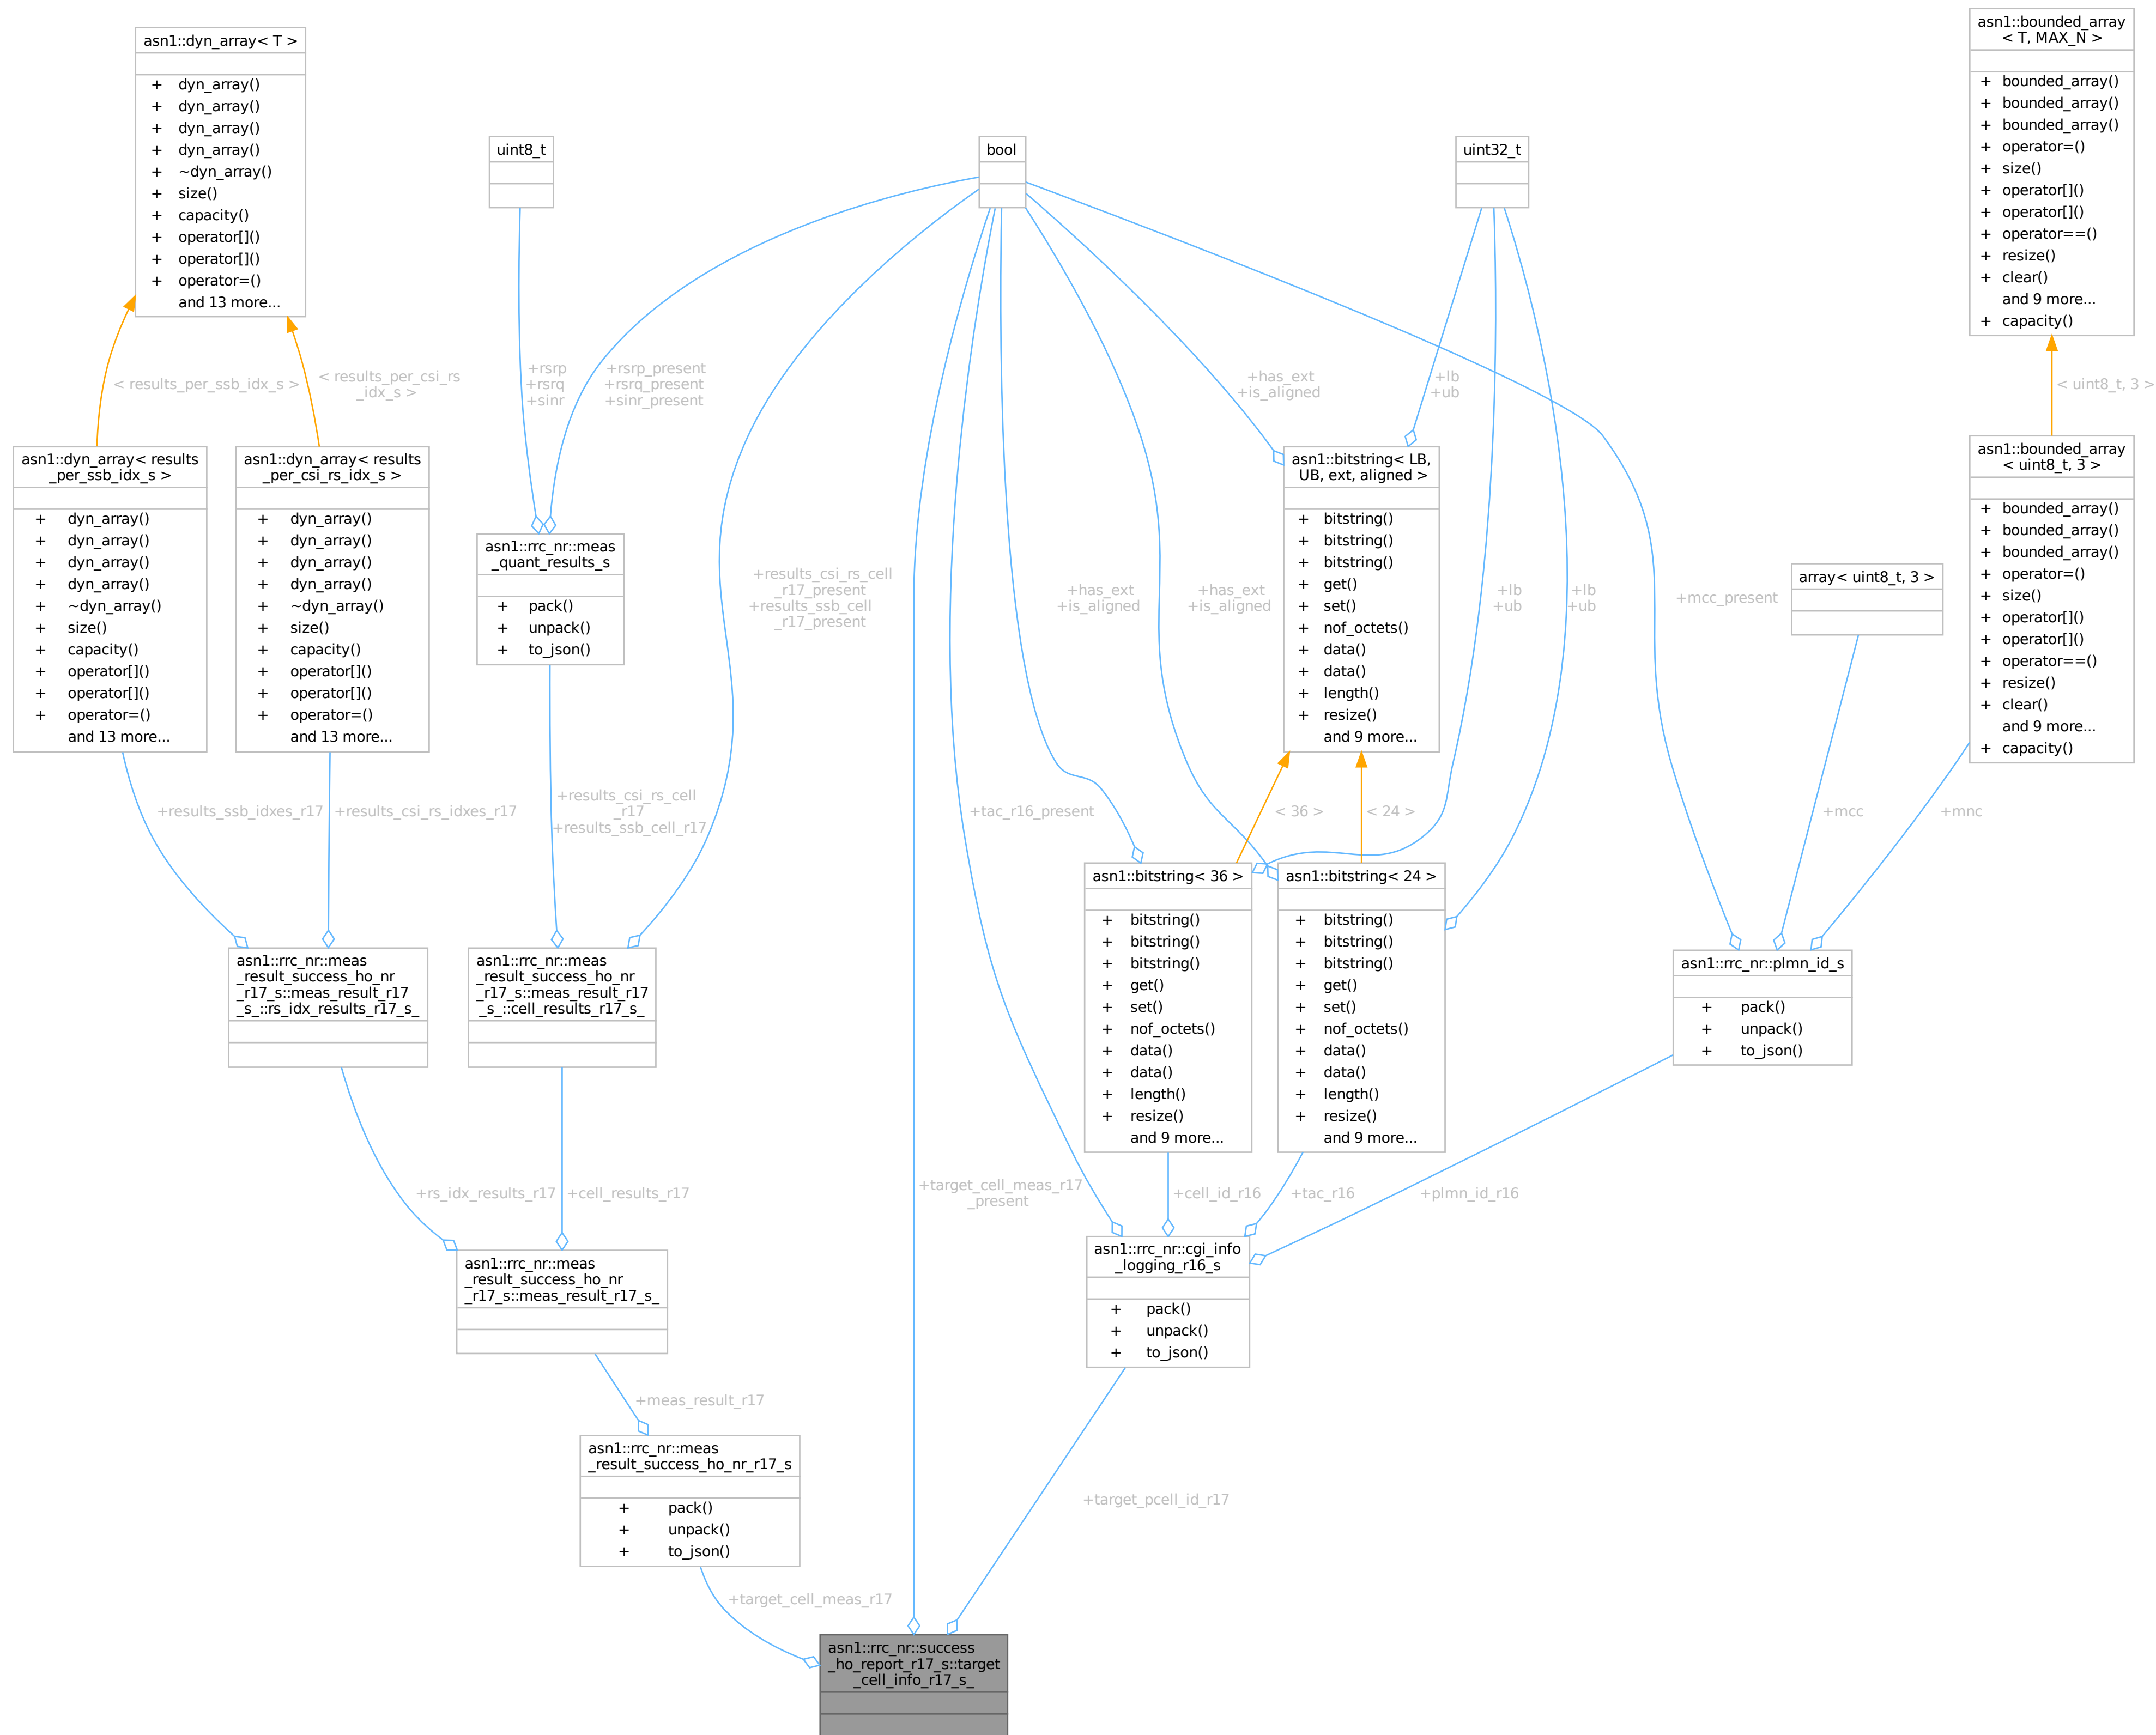 asn1::dyn_array< T >
+ dyn_array()
+ dyn_array()
+ dyn_array()
+ dyn_array()
+ ~dyn_array()
+ size()
+ capacity()
+ operator[]()
+ operator[]()
+ operator=()
and 13 more...
uint8_t
bool
uint32_t
asn1::bounded_array
< T, MAX_N >
+ bounded_array()
+ bounded_array()
+ bounded_array()
+ operator=()
+ size()
+ operator[]()
+ operator[]()
+ operator==()
+ resize()
+ clear()
and 9 more...
+ capacity()
< results_per_ssb_idx_s >
< results_per_csi_rs
_idx_s >
+rsrp
+rsrq
+sinr
+rsrp_present
+rsrq_present
+sinr_present
+has_ext
+is_aligned
+lb
+ub
< uint8_t, 3 >
asn1::dyn_array< results
_per_ssb_idx_s >
+ dyn_array()
+ dyn_array()
+ dyn_array()
+ dyn_array()
+ ~dyn_array()
+ size()
+ capacity()
+ operator[]()
+ operator[]()
+ operator=()
and 13 more...
asn1::dyn_array< results
_per_csi_rs_idx_s >
+ dyn_array()
+ dyn_array()
+ dyn_array()
+ dyn_array()
+ ~dyn_array()
+ size()
+ capacity()
+ operator[]()
+ operator[]()
+ operator=()
and 13 more...
asn1::rrc_nr::meas
_quant_results_s
+ pack()
+ unpack()
+ to_json()
+results_csi_rs_cell
_r17_present
+results_ssb_cell
_r17_present
+has_ext
+is_aligned
+has_ext
+is_aligned
asn1::bitstring< LB,
UB, ext, aligned >
+ bitstring()
+ bitstring()
+ bitstring()
+ get()
+ set()
+ nof_octets()
+ data()
+ data()
+ length()
+ resize()
and 9 more...
+lb
+ub
+lb
+ub
+mcc_present
array< uint8_t, 3 >
asn1::bounded_array
< uint8_t, 3 >
+ bounded_array()
+ bounded_array()
+ bounded_array()
+ operator=()
+ size()
+ operator[]()
+ operator[]()
+ operator==()
+ resize()
+ clear()
and 9 more...
+ capacity()
+results_ssb_idxes_r17
+results_csi_rs_idxes_r17
+results_csi_rs_cell
_r17
+results_ssb_cell_r17
+tac_r16_present
< 36 >
< 24 >
+mcc
+mnc
asn1::rrc_nr::meas
_result_success_ho_nr
_r17_s::meas_result_r17
_s_::rs_idx_results_r17_s_
asn1::rrc_nr::meas
_result_success_ho_nr
_r17_s::meas_result_r17
_s_::cell_results_r17_s_
asn1::bitstring< 36 >
+ bitstring()
+ bitstring()
+ bitstring()
+ get()
+ set()
+ nof_octets()
+ data()
+ data()
+ length()
+ resize()
and 9 more...
asn1::bitstring< 24 >
+ bitstring()
+ bitstring()
+ bitstring()
+ get()
+ set()
+ nof_octets()
+ data()
+ data()
+ length()
+ resize()
and 9 more...
asn1::rrc_nr::plmn_id_s
+ pack()
+ unpack()
+ to_json()
+rs_idx_results_r17
+cell_results_r17
+target_cell_meas_r17
_present
+cell_id_r16
+tac_r16
+plmn_id_r16
asn1::rrc_nr::meas
_result_success_ho_nr
_r17_s::meas_result_r17_s_
asn1::rrc_nr::cgi_info
_logging_r16_s
+ pack()
+ unpack()
+ to_json()
+meas_result_r17
asn1::rrc_nr::meas
_result_success_ho_nr_r17_s
+ pack()
+ unpack()
+ to_json()
+target_pcell_id_r17
+target_cell_meas_r17
asn1::rrc_nr::success
_ho_report_r17_s::target
_cell_info_r17_s_